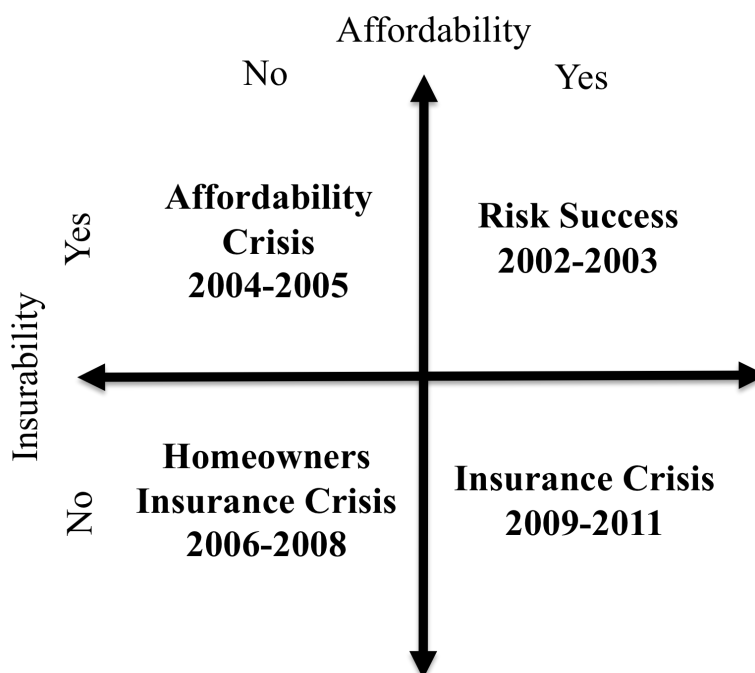 Affordability
No
Yes
Insurability
Yes
Affordability
Crisis
2004-2005
Risk Success
2002-2003
No
Homeowners
Insurance Crisis
2006-2008
Insurance Crisis
2009-2011